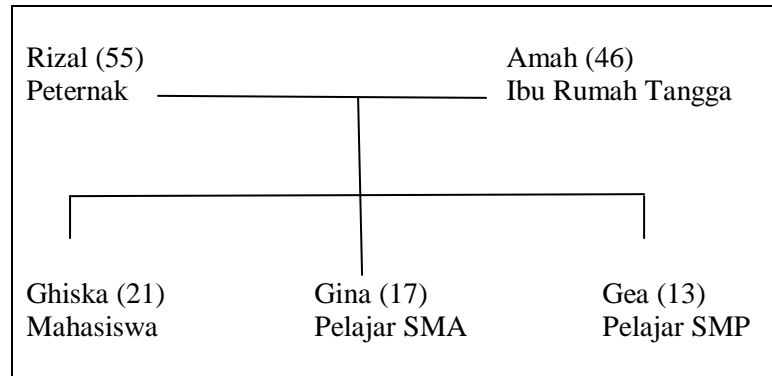 Rizal (55)
Peternak
Amah (46)
Ibu Rumah Tangga
Ghiska (21)
Mahasiswa
Gina (17)
Pelajar SMA
Gea (13)
Pelajar SMP